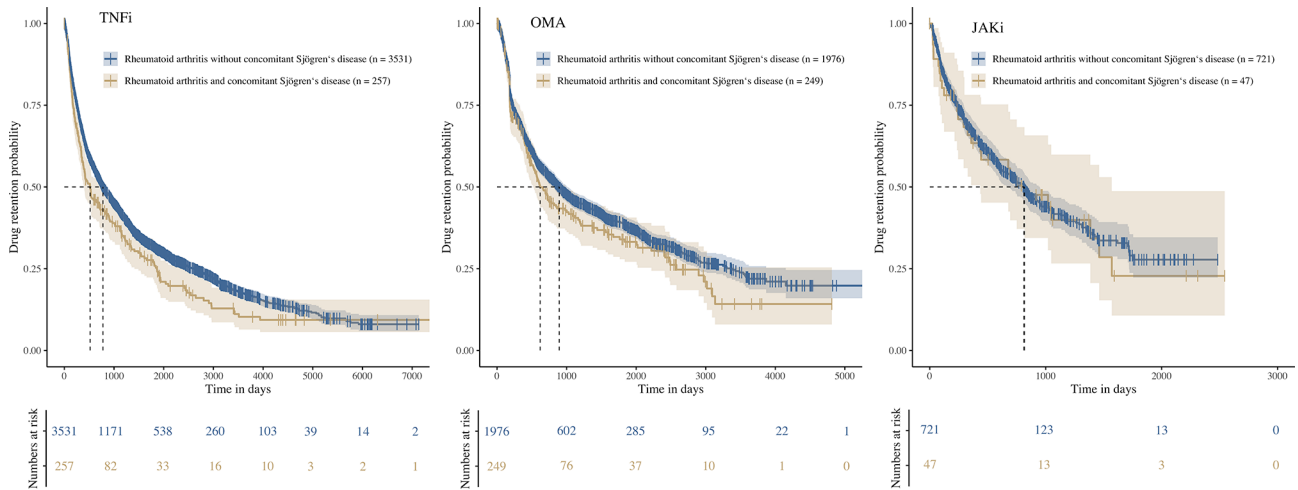 TNFi
Rheumatoid arthritis without concomitant Sjögren's disease (n = 3531)
Rheumatoid arthritis and concomitant Sjögren's disease (n = 257)
Drug retention probability
1.00
0.75
0.50
0.25
0.00
0 1000 2000 3000 4000 5000 6000 7000
Time in days
Numbers at risk
3531 1171 538 260 103 39 14 2
257 82 33 16 10 3 2 1
OMA
Rheumatoid arthritis without concomitant Sjögren's disease (n = 1976)
Rheumatoid arthritis and concomitant Sjögren's disease (n = 249)
Drug retention probability
1.00
0.75
0.50
0.25
0.00
0 1000 2000 3000 4000 5000
Time in days
Numbers at risk
1976 602 285 95 22 1
249 76 37 10 1 0
JAKi
Rheumatoid arthritis without concomitant Sjögren's disease (n = 721)
Rheumatoid arthritis and concomitant Sjögren's disease (n = 47)
Drug retention probability
1.00
0.75
0.50
0.25
0.00
0 1000 2000 3000
Time in days
Numbers at risk
721 123 13 0
47 13 3 0